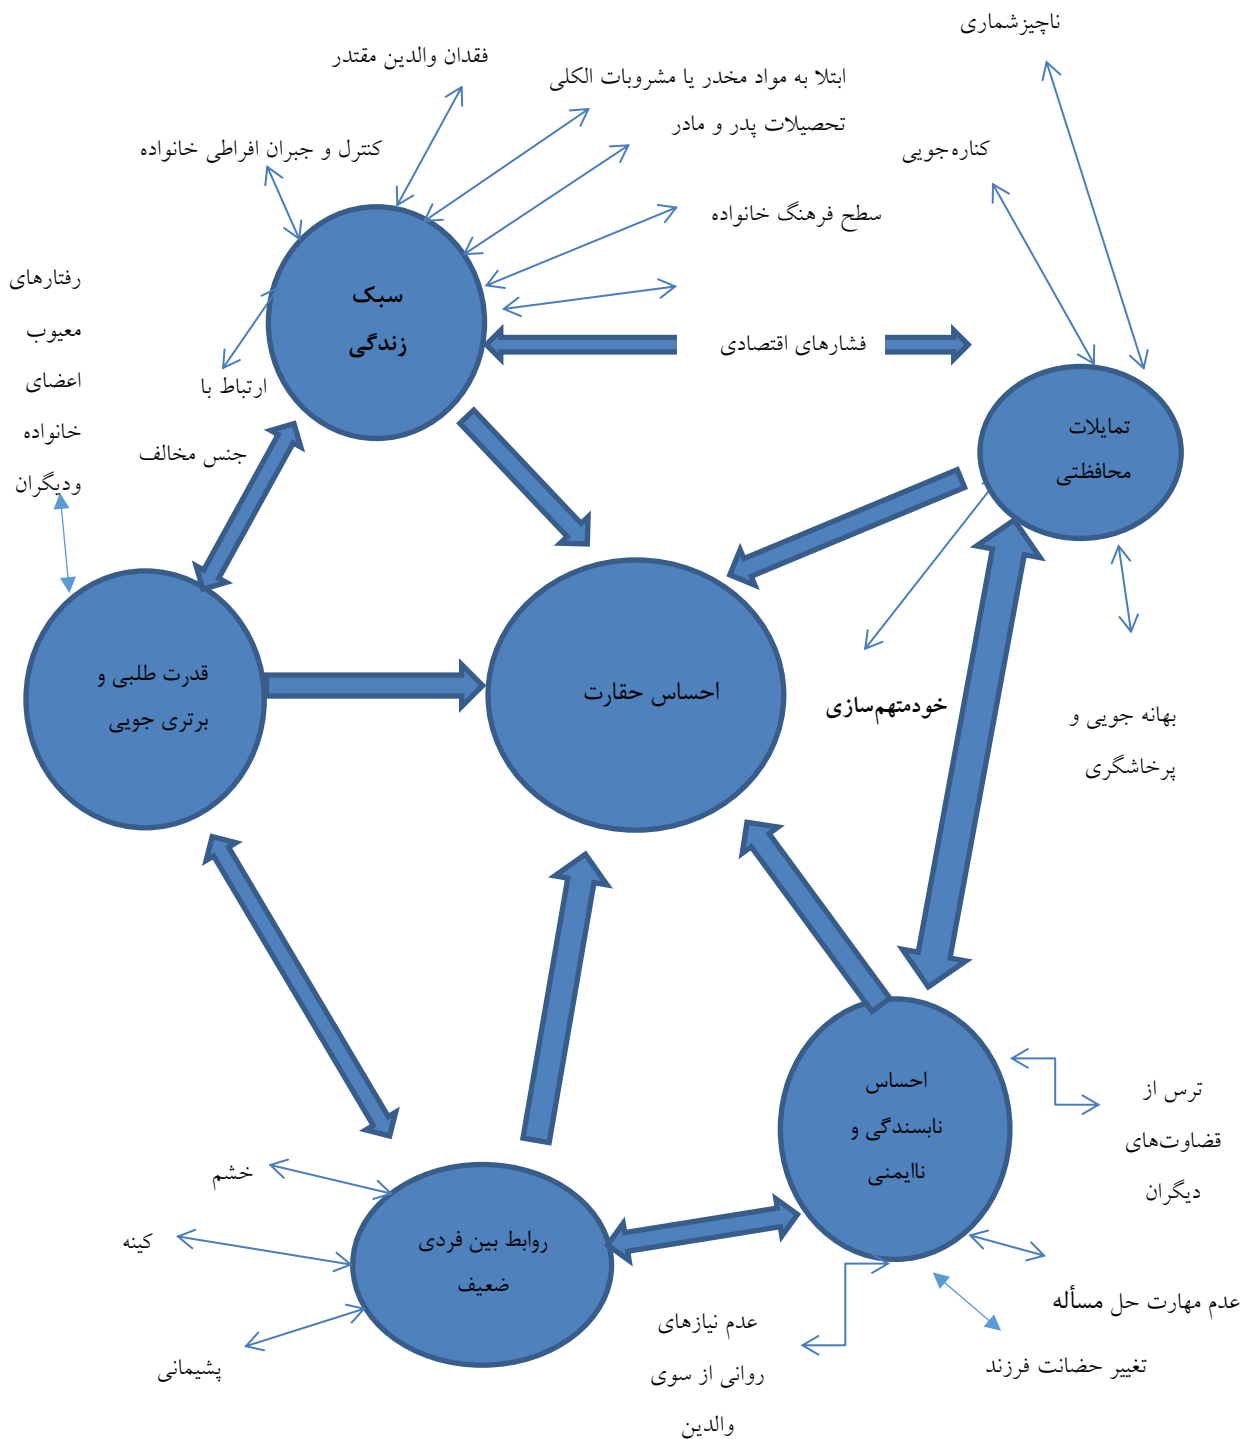 ناچیزشماری
فقدان والدین مقتدر
ابتلا به مواد مخدر یا مشروبات الکلی
تحصیلات پدر و مادر
کناره‌جویی
کنترل و جبران افراطی خانواده
سطح فرهنگ خانواده
رفتارهای
معیوب
اعضای
خانواده
ودیگران
سبک
زندگی
فشارهای اقتصادی
ارتباط با
جنس مخالف
تمایلات
محافظتی
قدرت طلبی و
برتری جویی
احساس حقارت
خودمتهم‌سازی
بهانه جویی و
پرخاشگری
احساس
نابسندگی و
ناایمنی
ترس از
قضاوت‌های
دیگران
خشم
کینه
پشیمانی
روابط بین فردی
ضعیف
عدم نیازهای
روانی از سوی
والدین
عدم مهارت حل مسأله
تغییر حضانت فرزند